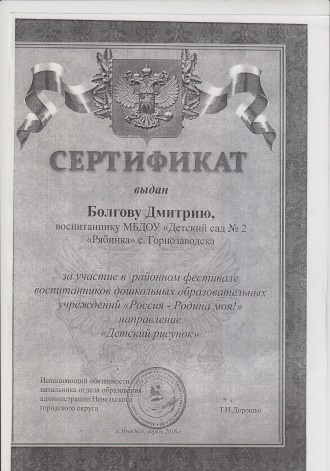 СЕРТИФИКАТ
выдан
Болгову Дмитрию,
воспитаннику МБДОУ «Детский сад № 2
«Рябинка» с. Горнозаводска
за участие в районном фестивале
воспитанников дошкольных образовательных
учреждений «Россия - Родина моя!»
направление
«Детский рисунок»
Исполняющий обязанности
начальника отдела образования
администрации Невельского
городского округа
Т.Н.Дорошко
г. Невельск, апрель 2016 г.